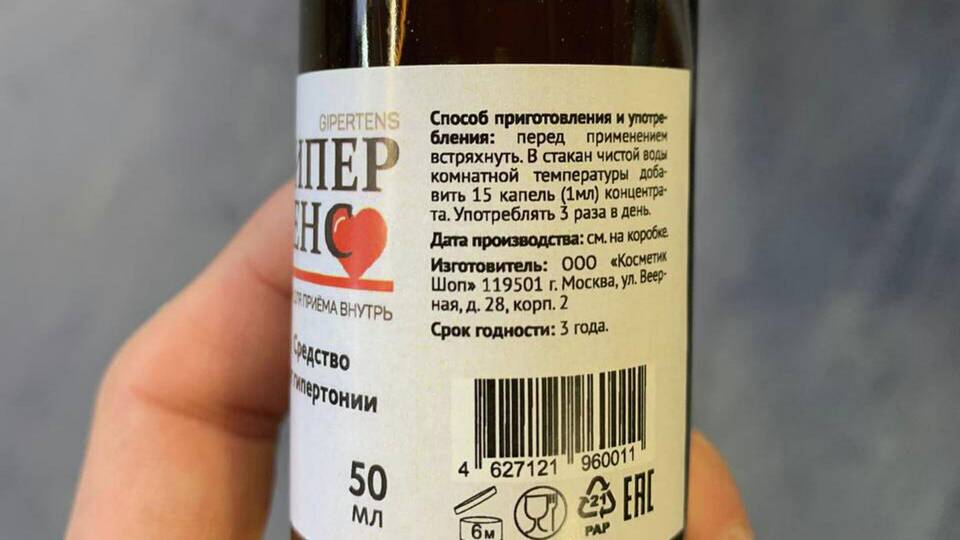 GIPERTENS
ИПЕР
ЕНС
ДЛЯ ПРИЁМА ВНУТРЬ
Средство
гипертонии
50
МЛ
Способ приготовления и употре-
бления: перед применением
встряхнуть. В стакан чистой воды
комнатной температуры доба-
вить 15 капель (1мл) концентра-
та. Употреблять 3 раза в день.
Дата производства: см. на коробке.
Изготовитель: ООО «Косметик
Шоп» 119501 г. Москва, ул. Веер-
ная, д. 28, корп. 2
Срок годности: 3 года.
4 627121 960011
6м
21
PAP
EAC